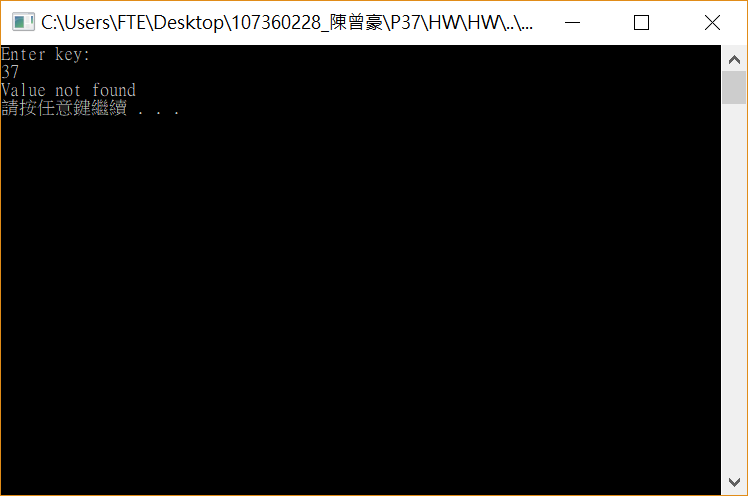 C:\Users\FTE\Desktop\107360228_陳曾豪\P37\HW\HW\..\...
Enter key:
37
Value not found
請按任意鍵繼續 . . .